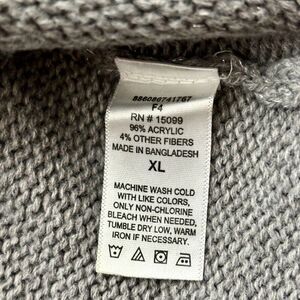 886086741767
F4
RN # 15099
96% ACRYLIC
4% OTHER FIBERS
MADE IN BANGLADESH
XL
MACHINE WASH COLD
WITH LIKE COLORS,
ONLY NON-CHLORINE
BLEACH WHEN NEEDED,
TUMBLE DRY LOW, WARM
IRON IF NECESSARY.